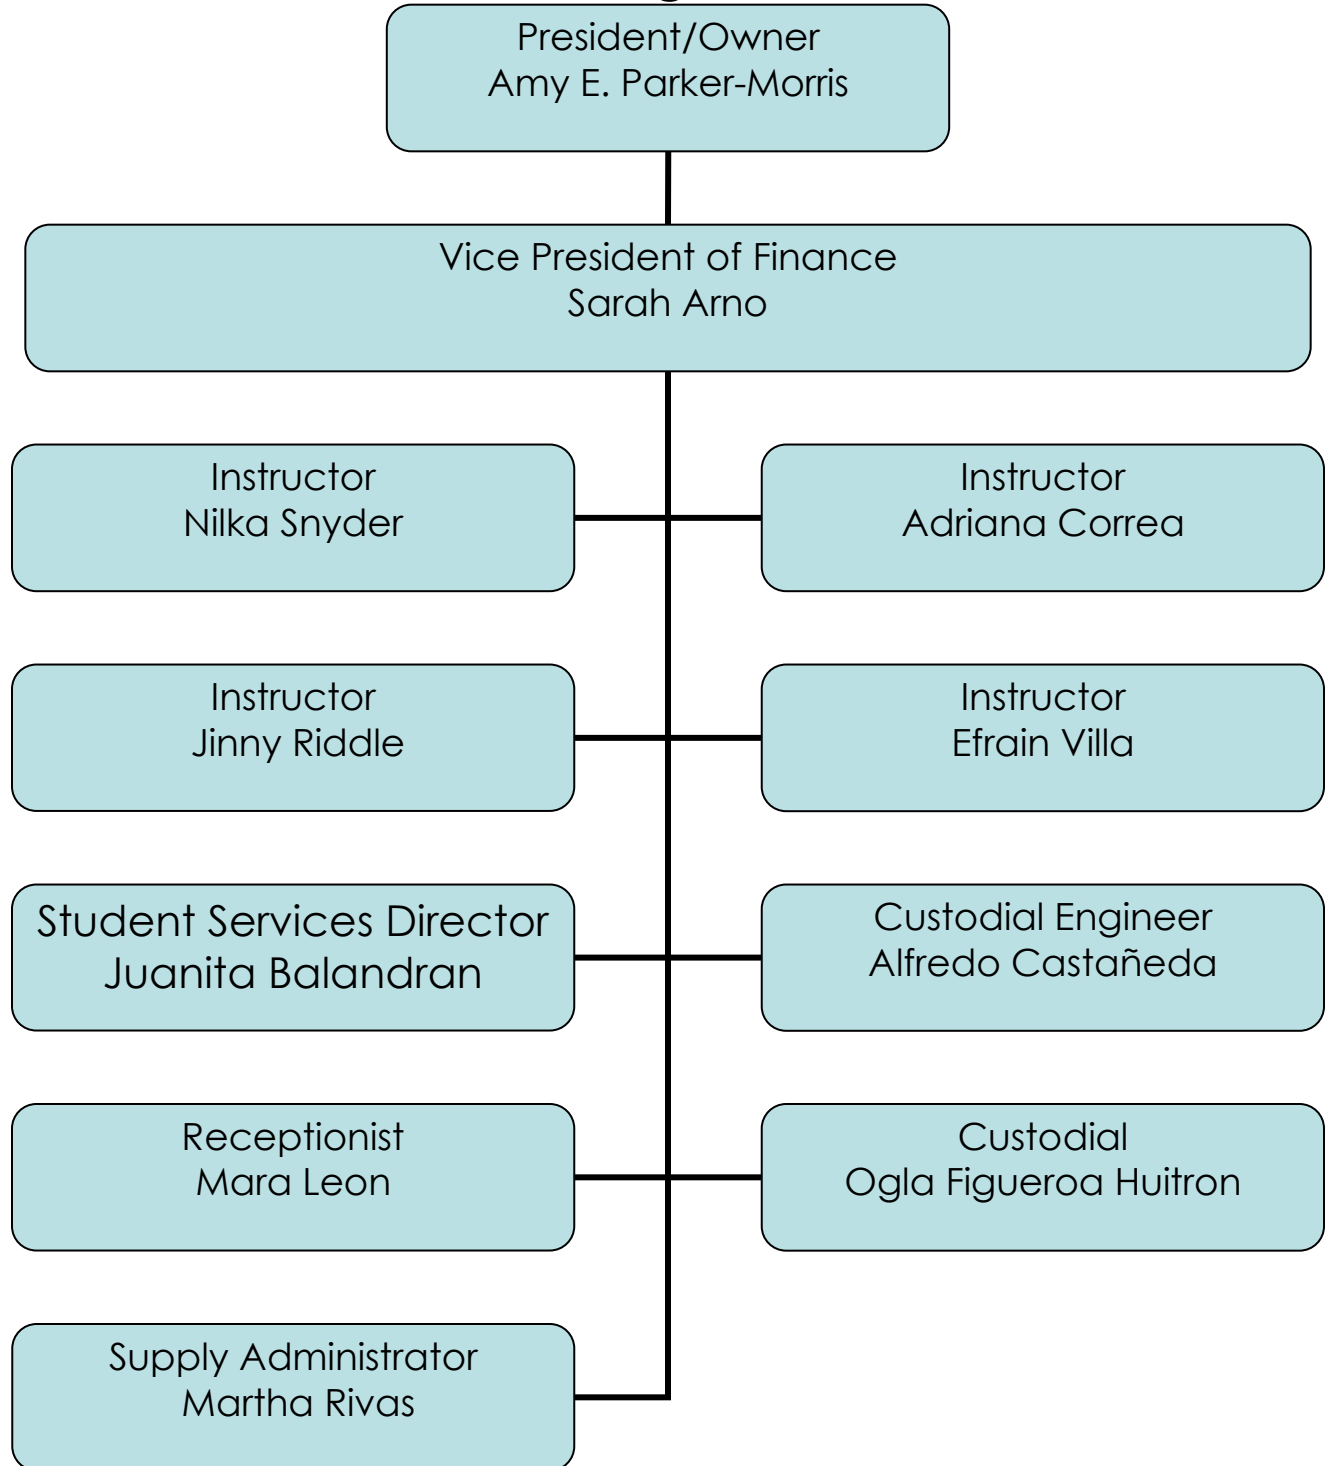 President/Owner
Amy E. Parker-Morris
Vice President of Finance
Sarah Arno
Instructor
Nilka Snyder
Instructor
Adriana Correa
Instructor
Jinny Riddle
Instructor
Efrain Villa
Student Services Director
Juanita Balandran
Custodial Engineer
Alfredo Castañeda
Receptionist
Mara Leon
Custodial
Ogla Figueroa Huitron
Supply Administrator
Martha Rivas